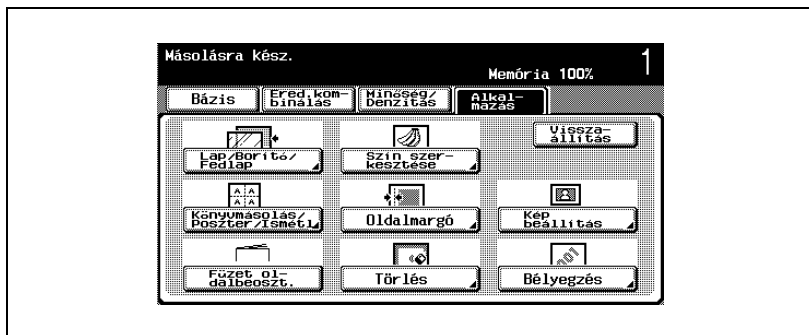 Másolásra kész.
1
Memória 100%
Bázis
Ered.kom-
binálás
Minőség/
Denzitás
Alkal-
mazás
Vissza-
állítás
Lap/Borító/
Fedlap
Szín szer-
kesztése
Könyvmásolás/
Poszter/Ismétl.
Oldalmargó
Kép
beállítás
Füzet ol-
dalbeoszt.
Törlés
Bélyegzés